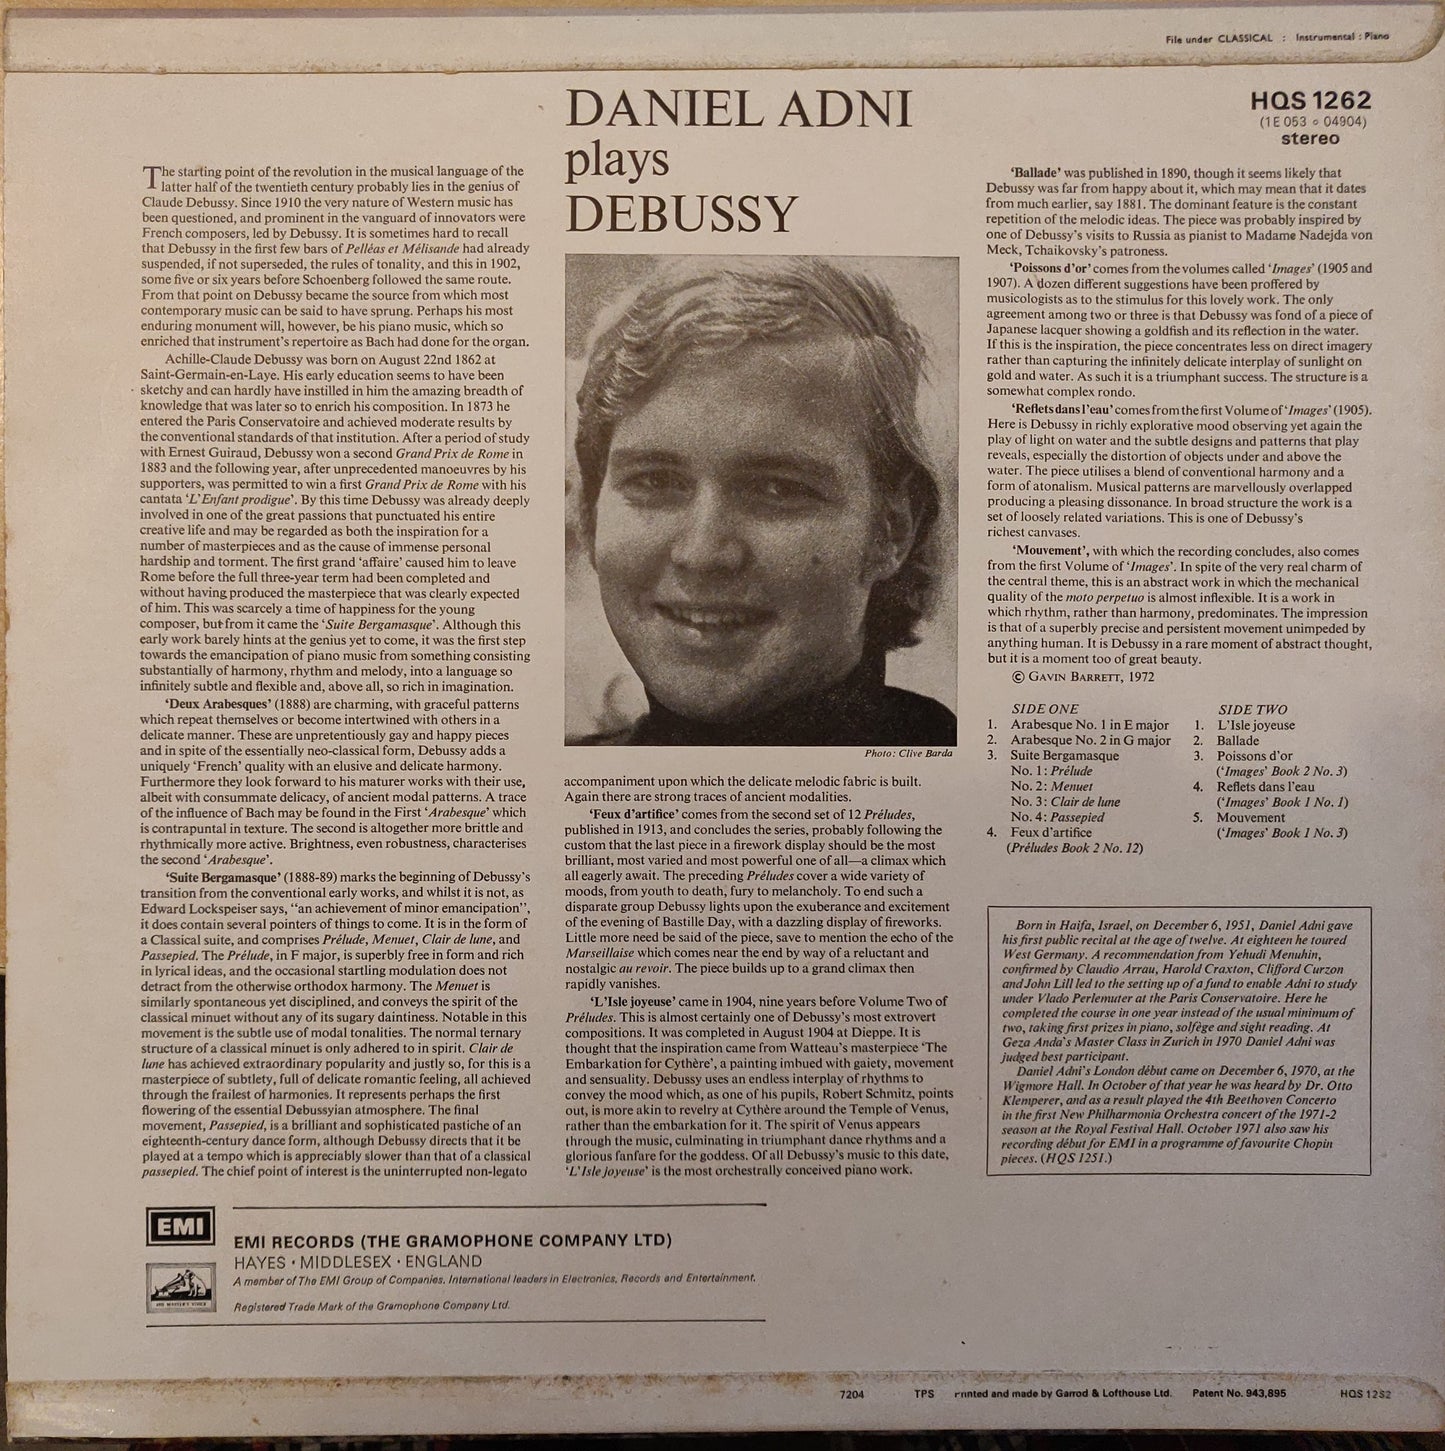 File under CLASSICAL : Instrumental : Piano
DANIEL ADNI
plays
DEBUSSY
HQS 1262
(1E 053 ○ 04904)
stereo
The starting point of the revolution in the musical language of the
latter half of the twentieth century probably lies in the genius of
Claude Debussy. Since 1910 the very nature of Western music has
been questioned, and prominent in the vanguard of innovators were
French composers, led by Debussy. It is sometimes hard to recall
that Debussy in the first few bars of Pelléas et Mélisande had already
suspended, if not superseded, the rules of tonality, and this in 1902,
some five or six years before Schoenberg followed the same route.
From that point on Debussy became the source from which most
contemporary music can be said to have sprung. Perhaps his most
enduring monument will, however, be his piano music, which so
enriched that instrument's repertoire as Bach had done for the organ.
Achille-Claude Debussy was born on August 22nd 1862 at
Saint-Germain-en-Laye. His early education seems to have been
sketchy and can hardly have instilled in him the amazing breadth of
knowledge that was later so to enrich his composition. In 1873 he
entered the Paris Conservatoire and achieved moderate results by
the conventional standards of that institution. After a period of study
with Ernest Guiraud, Debussy won a second Grand Prix de Rome in
1883 and the following year, after unprecedented manoeuvres by his
supporters, was permitted to win a first Grand Prix de Rome with his
cantata 'L'Enfant prodigue'. By this time Debussy was already deeply
involved in one of the great passions that punctuated his entire
creative life and may be regarded as both the inspiration for a
number of masterpieces and as the cause of immense personal
hardship and torment. The first grand 'affaire' caused him to leave
Rome before the full three-year term had been completed and
without having produced the masterpiece that was clearly expected
of him. This was scarcely a time of happiness for the young
composer, but from it came the 'Suite Bergamasque'. Although this
early work barely hints at the genius yet to come, it was the first step
towards the emancipation of piano music from something consisting
substantially of harmony, rhythm and melody, into a language so
infinitely subtle and flexible and, above all, so rich in imagination.
'Deux Arabesques' (1888) are charming, with graceful patterns
which repeat themselves or become intertwined with others in a
delicate manner. These are unpretentiously gay and happy pieces
and in spite of the essentially neo-classical form, Debussy adds a
uniquely 'French' quality with an elusive and delicate harmony.
Furthermore they look forward to his maturer works with their use,
albeit with consummate delicacy, of ancient modal patterns. A trace
of the influence of Bach may be found in the First 'Arabesque' which
is contrapuntal in texture. The second is altogether more brittle and
rhythmically more active. Brightness, even robustness, characterises
the second 'Arabesque'.
'Suite Bergamasque' (1888-89) marks the beginning of Debussy's
transition from the conventional early works, and whilst it is not, as
Edward Lockspeiser says, "an achievement of minor emancipation",
it does contain several pointers of things to come. It is in the form of
a Classical suite, and comprises Prélude, Menuet, Clair de lune, and
Passepied. The Prélude, in F major, is superbly free in form and rich
in lyrical ideas, and the occasional startling modulation does not
detract from the otherwise orthodox harmony. The Menuet is
similarly spontaneous yet disciplined, and conveys the spirit of the
classical minuet without any of its sugary daintiness. Notable in this
movement is the subtle use of modal tonalities. The normal ternary
structure of a classical minuet is only adhered to in spirit. Clair de
lune has achieved extraordinary popularity and justly so, for this is a
masterpiece of subtlety, full of delicate romantic feeling, all achieved
through the frailest of harmonies. It represents perhaps the first
flowering of the essential Debussyian atmosphere. The final
movement, Passepied, is a brilliant and sophisticated pastiche of an
eighteenth-century dance form, although Debussy directs that it be
played at a tempo which is appreciably slower than that of a classical
passepied. The chief point of interest is the uninterrupted non-legato
Photo: Clive Barda
accompaniment upon which the delicate melodic fabric is built.
Again there are strong traces of ancient modalities.
'Feux d'artifice' comes from the second set of 12 Préludes,
published in 1913, and concludes the series, probably following the
custom that the last piece in a firework display should be the most
brilliant, most varied and most powerful one of all—a climax which
all eagerly await. The preceding Préludes cover a wide variety of
moods, from youth to death, fury to melancholy. To end such a
disparate group Debussy lights upon the exuberance and excitement
of the evening of Bastille Day, with a dazzling display of fireworks.
Little more need be said of the piece, save to mention the echo of the
Marseillaise which comes near the end by way of a reluctant and
nostalgic au revoir. The piece builds up to a grand climax then
rapidly vanishes.
'L'Isle joyeuse' came in 1904, nine years before Volume Two of
Préludes. This is almost certainly one of Debussy's most extrovert
compositions. It was completed in August 1904 at Dieppe. It is
thought that the inspiration came from Watteau's masterpiece 'The
Embarkation for Cythère', a painting imbued with gaiety, movement
and sensuality. Debussy uses an endless interplay of rhythms to
convey the mood which, as one of his pupils, Robert Schmitz, points
out, is more akin to revelry at Cythère around the Temple of Venus,
rather than the embarkation for it. The spirit of Venus appears
through the music, culminating in triumphant dance rhythms and a
glorious fanfare for the goddess. Of all Debussy's music to this date,
'L'Isle joyeuse' is the most orchestrally conceived piano work.
'Ballade' was published in 1890, though it seems likely that
Debussy was far from happy about it, which may mean that it dates
from much earlier, say 1881. The dominant feature is the constant
repetition of the melodic ideas. The piece was probably inspired by
one of Debussy's visits to Russia as pianist to Madame Nadejda von
Meck, Tchaikovsky's patroness.
'Poissons d'or' comes from the volumes called 'Images' (1905 and
1907). A dozen different suggestions have been proffered by
musicologists as to the stimulus for this lovely work. The only
agreement among two or three is that Debussy was fond of a piece of
Japanese lacquer showing a goldfish and its reflection in the water.
If this is the inspiration, the piece concentrates less on direct imagery
rather than capturing the infinitely delicate interplay of sunlight on
gold and water. As such it is a triumphant success. The structure is a
somewhat complex rondo.
'Reflets dans l'eau' comes from the first Volume of 'Images' (1905).
Here is Debussy in richly explorative mood observing yet again the
play of light on water and the subtle designs and patterns that play
reveals, especially the distortion of objects under and above the
water. The piece utilises a blend of conventional harmony and a
form of atonalism. Musical patterns are marvellously overlapped
producing a pleasing dissonance. In broad structure the work is a
set of loosely related variations. This is one of Debussy's
richest canvases.
'Mouvement', with which the recording concludes, also comes
from the first Volume of 'Images'. In spite of the very real charm of
the central theme, this is an abstract work in which the mechanical
quality of the moto perpetuo is almost inflexible. It is a work in
which rhythm, rather than harmony, predominates. The impression
is that of a superbly precise and persistent movement unimpeded by
anything human. It is Debussy in a rare moment of abstract thought,
but it is a moment too of great beauty.
© GAVIN BARRETT, 1972
SIDE ONE
1. Arabesque No. 1 in E major
2. Arabesque No. 2 in G major
3. Suite Bergamasque
No. 1: Prélude
No. 2: Menuet
No. 3: Clair de lune
No. 4: Passepied
4. Feux d'artifice
(Préludes Book 2 No. 12)
SIDE TWO
1. L'Isle joyeuse
2. Ballade
3. Poissons d'or
('Images' Book 2 No. 3)
4. Reflets dans l'eau
('Images' Book 1 No. 1)
5. Mouvement
('Images' Book 1 No. 3)
Born in Haifa, Israel, on December 6, 1951, Daniel Adni gave
his first public recital at the age of twelve. At eighteen he toured
West Germany. A recommendation from Yehudi Menuhin,
confirmed by Claudio Arrau, Harold Craxton, Clifford Curzon
and John Lill led to the setting up of a fund to enable Adni to study
under Vlado Perlemuter at the Paris Conservatoire. Here he
completed the course in one year instead of the usual minimum of
two, taking first prizes in piano, solfège and sight reading. At
Geza Anda's Master Class in Zurich in 1970 Daniel Adni was
judged best participant.
Daniel Adni's London début came on December 6, 1970, at the
Wigmore Hall. In October of that year he was heard by Dr. Otto
Klemperer, and as a result played the 4th Beethoven Concerto
in the first New Philharmonia Orchestra concert of the 1971-2
season at the Royal Festival Hall. October 1971 also saw his
recording début for EMI in a programme of favourite Chopin
pieces. (HQS 1251.)
EMI
HIS MASTER'S VOICE
EMI RECORDS (THE GRAMOPHONE COMPANY LTD)
HAYES · MIDDLESEX · ENGLAND
A member of The EMI Group of Companies. International leaders in Electronics, Records and Entertainment.
Registered Trade Mark of the Gramophone Company Ltd.
7204 TPS rinted and made by Garrod & Lofthouse Ltd. Patent No. 943,895 HQS 1262